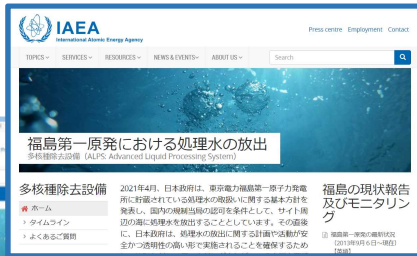 IAEA
International Atomic Energy Agency
Press centre Employment Contact
TOPICS SERVICES RESOURCES NEWS & EVENTS ABOUT US Search
福島第一原発における処理水の放出
多核種除去設備（ALPS: Advanced Liquid Processing System）
多核種除去設備
ホーム
タイムライン
よくあるご質問
2021年4月、日本政府は、東京電力福島第一原子力発電
所に貯蔵されている処理水の取扱いに関する基本方針を
発表し、国内の規制当局の認可を条件として、サイト周
辺の海に処理水を放出することとしています。その直後
に、日本政府は、処理水の放出に関する計画や活動が安
全かつ透明性の高い形で実施されることを確保するため
福島の現状報告
及びモニタリン
グ
福島第一原発の最新状況
（2013年9月6日～現在）
【英語】